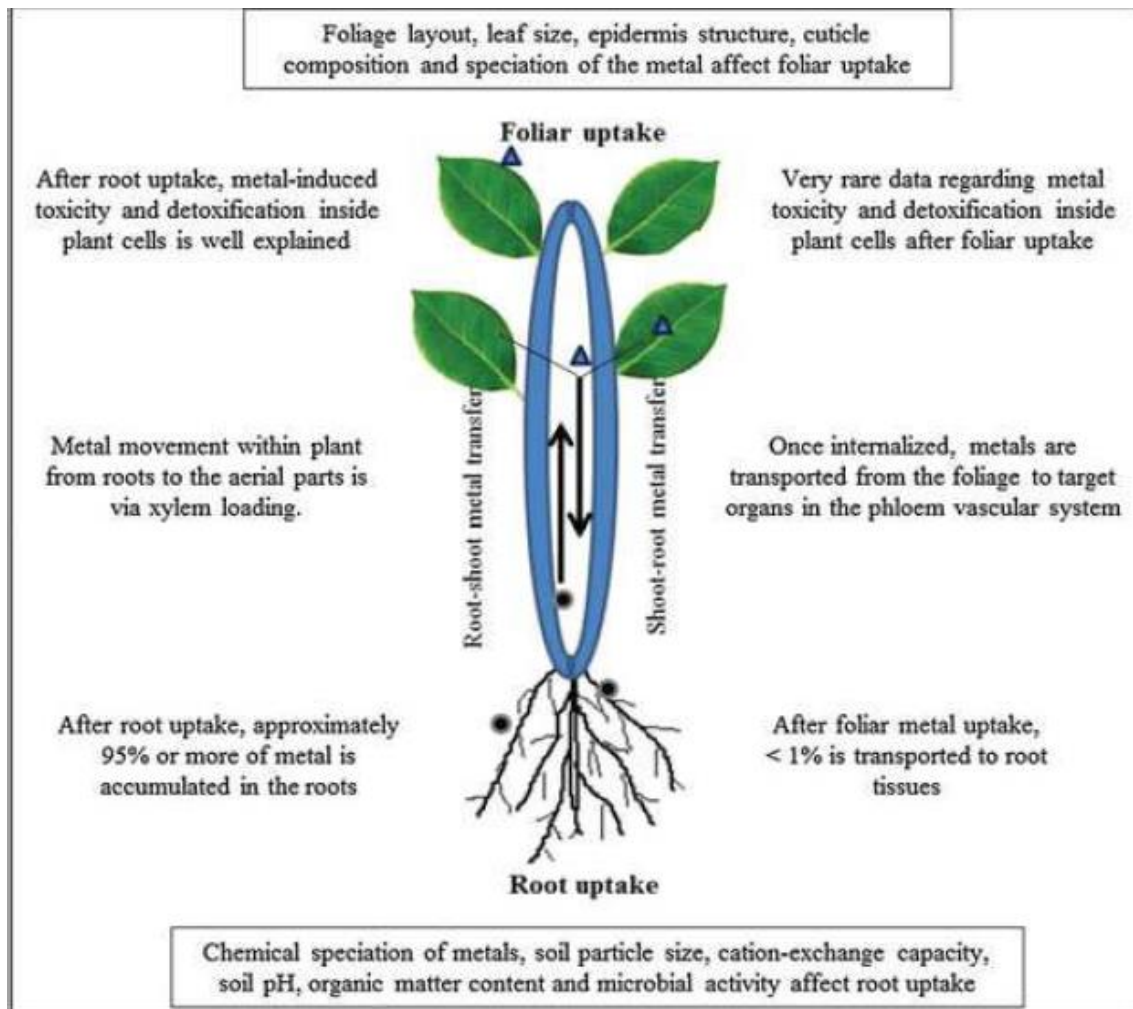 Foliage layout, leaf size, epidermis structure, cuticle
composition and speciation of the metal affect foliar uptake
Foliar uptake
After root uptake, metal-induced
toxicity and detoxification inside
plant cells is well explained
Very rare data regarding metal
toxicity and detoxification inside
plant cells after foliar uptake
Metal movement within plant
from roots to the aerial parts is
via xylem loading.
Root-shoot metal transfer
Shoot-root metal transfer
Once internalized, metals are
transported from the foliage to target
organs in the phloem vascular system
After root uptake, approximately
95% or more of metal is
accumulated in the roots
After foliar metal uptake,
< 1% is transported to root
tissues
Root uptake
Chemical speciation of metals, soil particle size, cation-exchange capacity,
soil pH, organic matter content and microbial activity affect root uptake